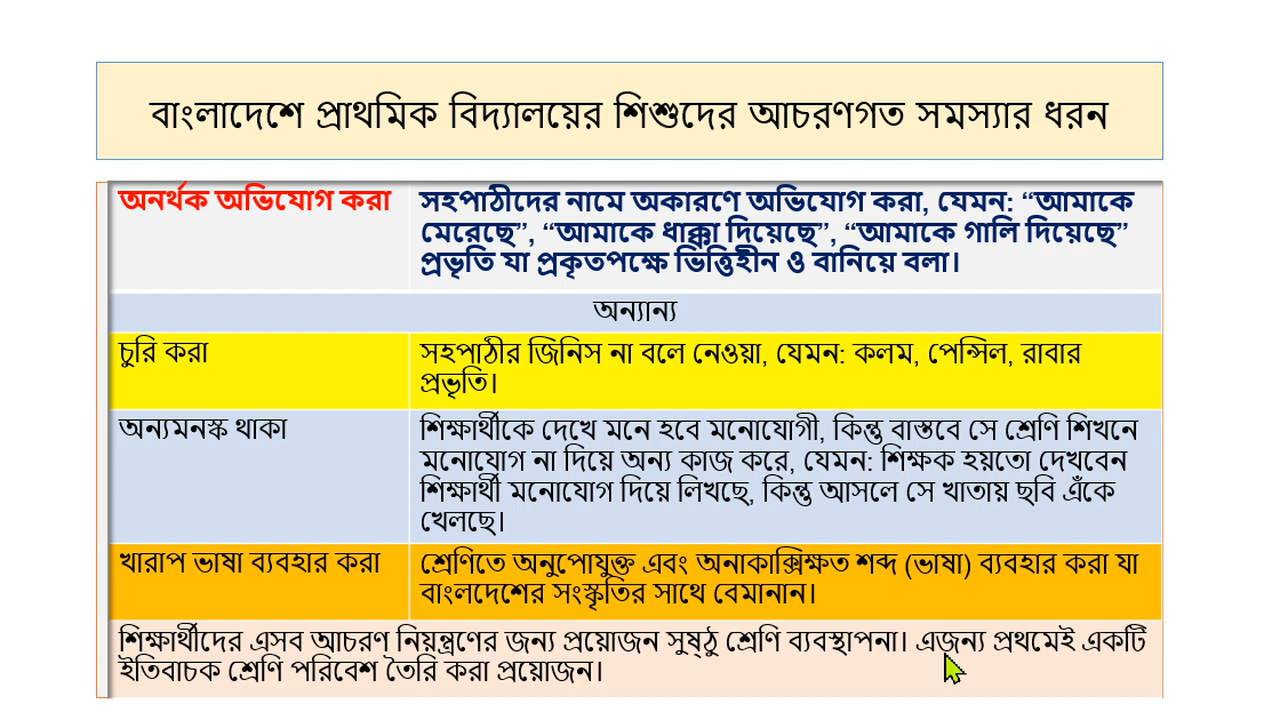 বাংলাদেশে প্রাথমিক বিদ্যালয়ের শিশুদের আচরণগত সমস্যার ধরন
অনর্থক অভিযোগ করা
সহপাঠীদের নামে অকারণে অভিযোগ করা, যেমন: “আমাকে
মেরেছে”, “আমাকে ধাক্কা দিয়েছে”, “আমাকে গালি দিয়েছে”
প্রভৃতি যা প্রকৃতপক্ষে ভিত্তিহীন ও বানিয়ে বলা।
অন্যান্য
চুরি করা
সহপাঠীর জিনিস না বলে নেওয়া, যেমন: কলম, পেন্সিল, রাবার
প্রভৃতি।
অন্যমনস্ক থাকা
শিক্ষার্থীকে দেখে মনে হবে মনোযোগী, কিন্তু বাস্তবে সে শ্রেণি শিখনে
মনোযোগ না দিয়ে অন্য কাজ করে, যেমন: শিক্ষক হয়তো দেখবেন
শিক্ষার্থী মনোযোগ দিয়ে লিখছে, কিন্তু আসলে সে খাতায় ছবি এঁকে
খেলছে।
খারাপ ভাষা ব্যবহার করা
শ্রেণিতে অনুপোযুক্ত এবং অনাকাক্সিক্ষত শব্দ (ভাষা) ব্যবহার করা যা
বাংলদেশের সংস্কৃতির সাথে বেমানান।
শিক্ষার্থীদের এসব আচরণ নিয়ন্ত্রণের জন্য প্রয়োজন সুষ্ঠু শ্রেণি ব্যবস্থাপনা। এজন্য প্রথমেই একটি
ইতিবাচক শ্রেণি পরিবেশ তৈরি করা প্রয়োজন।